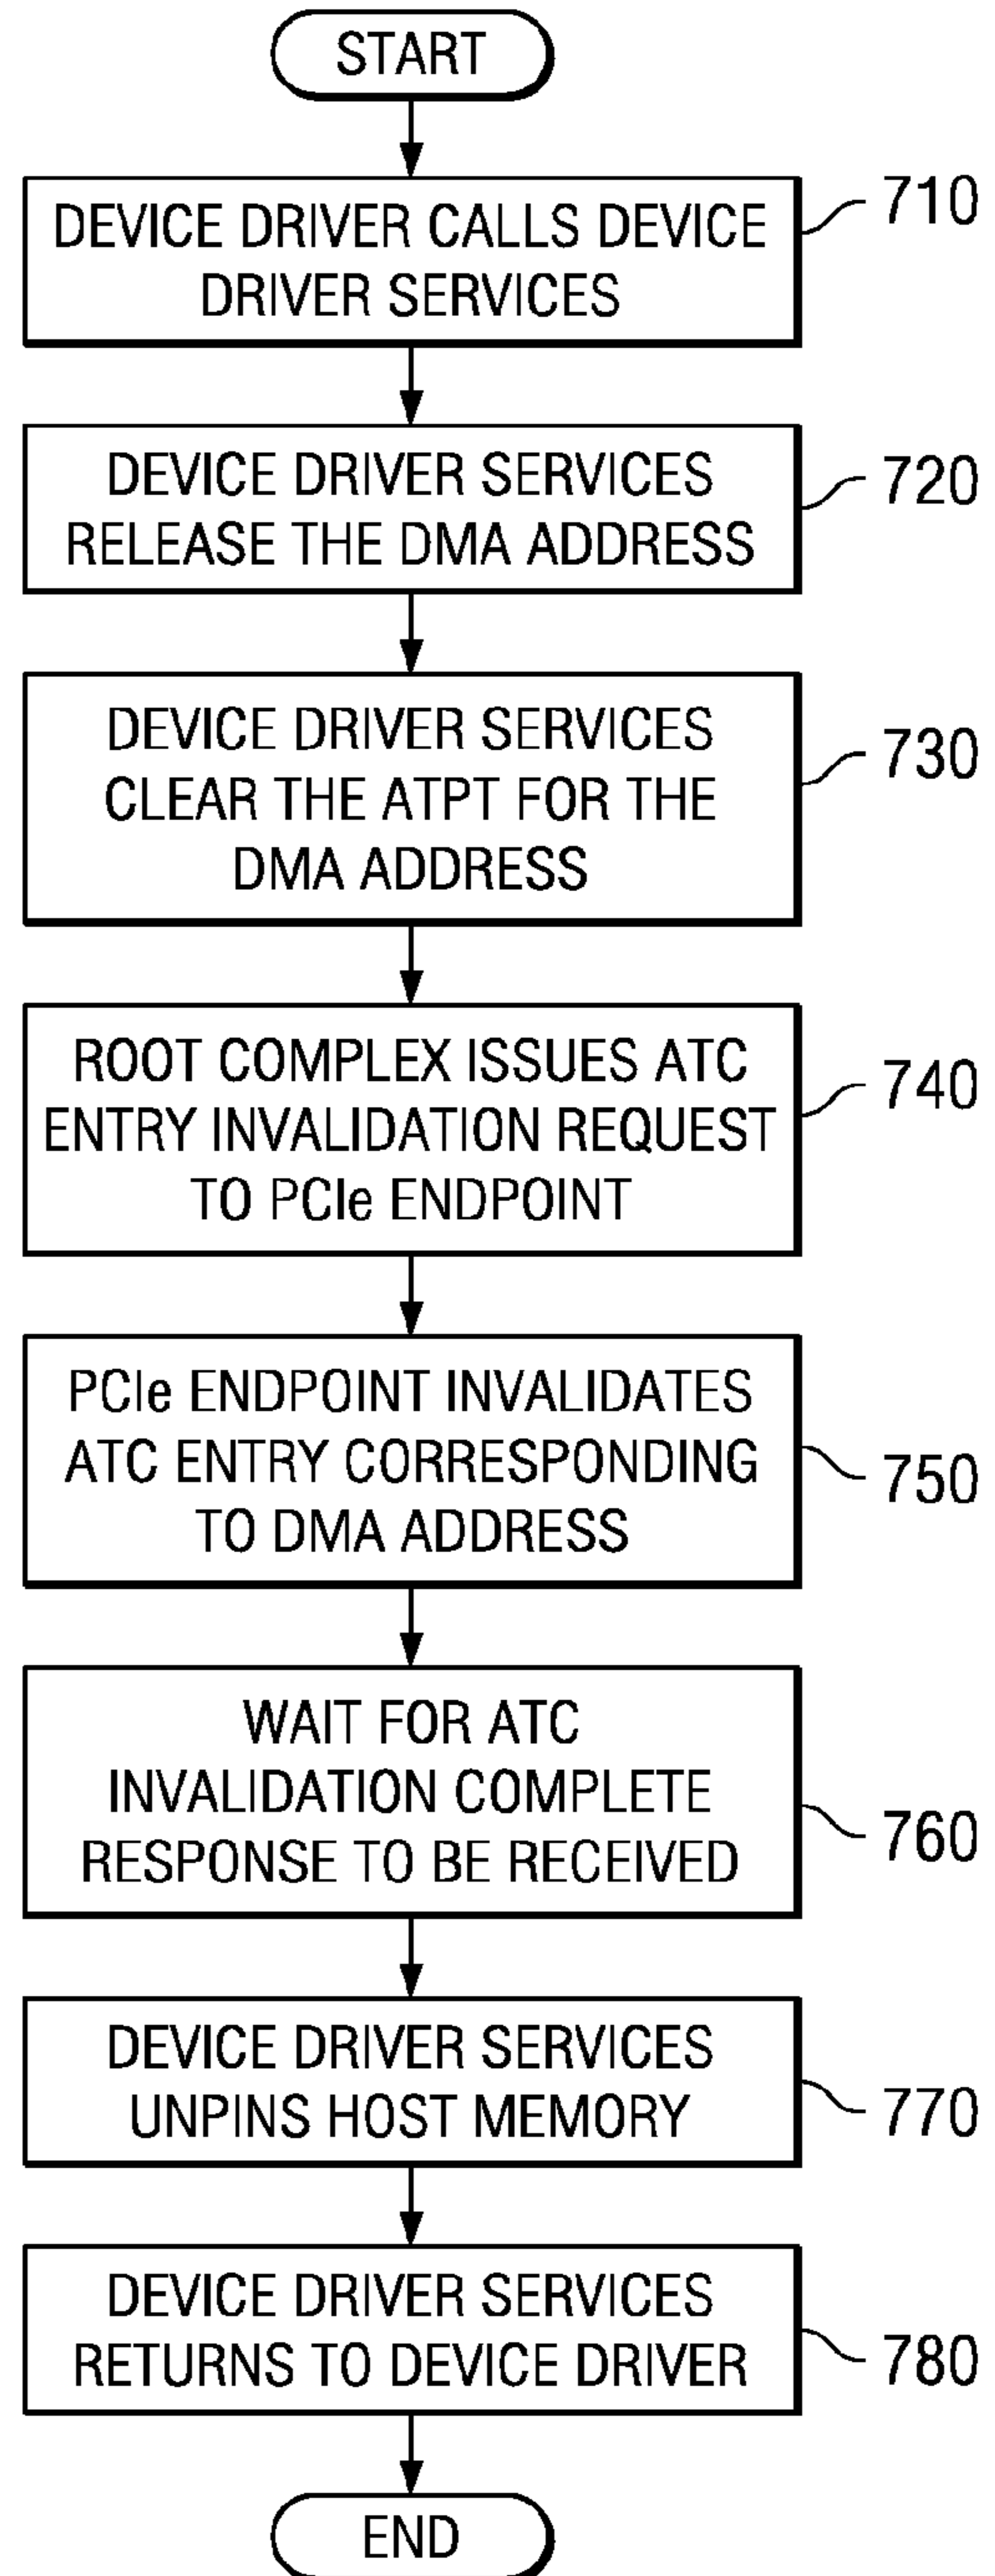 START
DEVICE DRIVER CALLS DEVICE
DRIVER SERVICES
710
DEVICE DRIVER SERVICES
RELEASE THE DMA ADDRESS
720
DEVICE DRIVER SERVICES
CLEAR THE ATPT FOR THE
DMA ADDRESS
730
ROOT COMPLEX ISSUES ATC
ENTRY INVALIDATION REQUEST
TO PCIe ENDPOINT
740
PCIe ENDPOINT INVALIDATES
ATC ENTRY CORRESPONDING
TO DMA ADDRESS
750
WAIT FOR ATC
INVALIDATION COMPLETE
RESPONSE TO BE RECEIVED
760
DEVICE DRIVER SERVICES
UNPINS HOST MEMORY
770
DEVICE DRIVER SERVICES
RETURNS TO DEVICE DRIVER
780
END